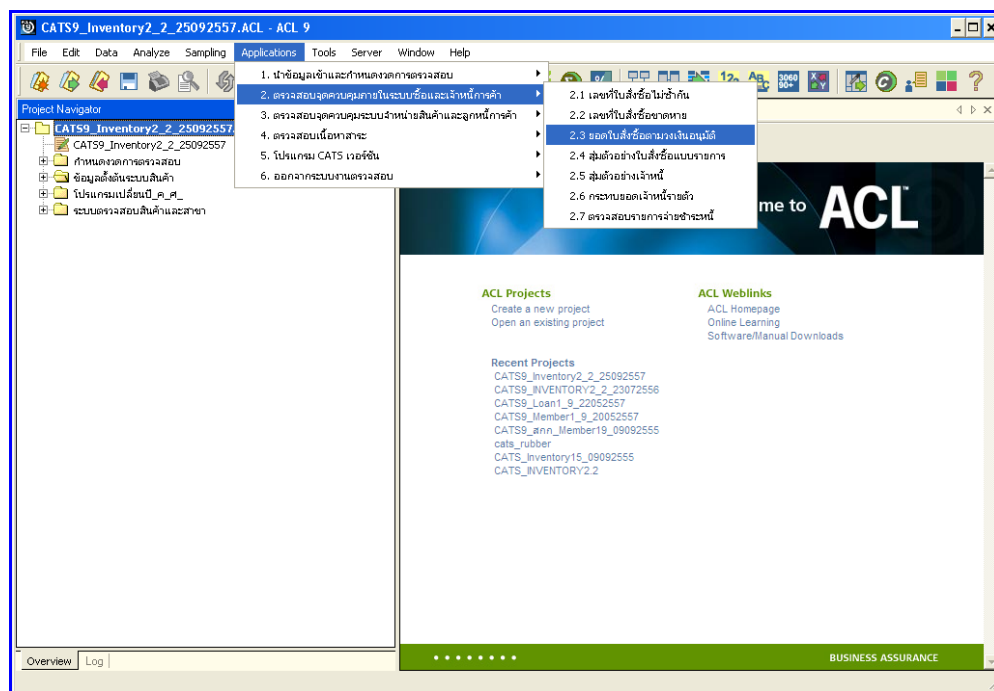 CATS9_Inventory2_2_25092557.ACL - ACL 9
File Edit Data Analyze Sampling Applications Tools Server Window Help
1. นำข้อมูลเข้าและกำหนดงวดการตรวจสอบ
2. ตรวจสอบจุดควบคุมภายในระบบซื้อและเจ้าหนี้การค้า
3. ตรวจสอบจุดควบคุมระบบจำหน่ายสินค้าและลูกหนี้การค้า
4. ตรวจสอบเนื้อหาสาระ
5. โปรแกรม CATS เวอร์ชัน
6. ออกจากระบบงานตรวจสอบ
2.1 เลขที่ใบสั่งซื้อไม่ซ้ำกัน
2.2 เลขที่ใบสั่งซื้อขาดหาย
2.3 ยอดใบสั่งซื้อตามวงเงินอนุมัติ
2.4 สุ่มตัวอย่างใบสั่งซื้อแบบรายการ
2.5 สุ่มตัวอย่างเจ้าหนี้
2.6 กระทบยอดเจ้าหนี้รายตัว
2.7 ตรวจสอบรายการจ่ายชำระหนี้
Project Navigator
CATS9_Inventory2_2_25092557.
CATS9_Inventory2_2_25092557
กำหนดงวดการตรวจสอบ
ข้อมูลตั้งต้นระบบสินค้า
โปรแกรมเปลี่ยนปี_ค_ศ_
ระบบตรวจสอบสินค้าและสาขา
me to ACL
ACL Projects
Create a new project
Open an existing project
ACL Weblinks
ACL Homepage
Online Learning
Software/Manual Downloads
Recent Projects
CATS9_Inventory2_2_25092557
CATS9_INVENTORY2_2_23072556
CATS9_Loan1_9_22052557
CATS9_Member1_9_20052557
CATS9_สกก_Member19_09092555
cats_rubber
CATS_Inventory15_09092555
CATS_INVENTORY2.2
BUSINESS ASSURANCE
Overview Log